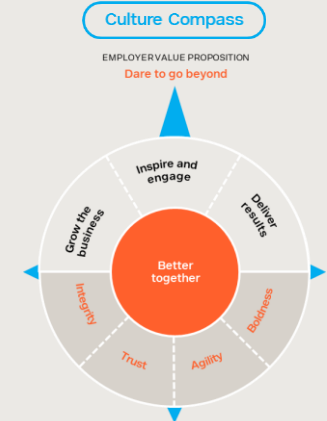 Culture Compass
EMPLOYER VALUE PROPOSITION
Dare to go beyond
Inspire and
engage
Grow the
business
Deliver
results
Better
together
Integrity
Trust
Agility
Boldness